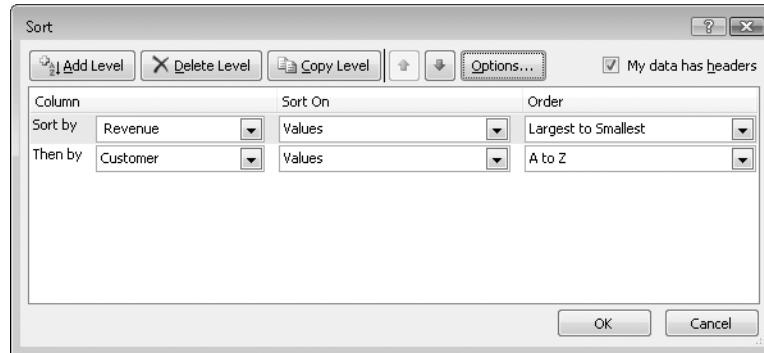 Sort
Add Level Delete Level Copy Level Options... My data has headers
Column Sort On Order
Sort by Revenue Values Largest to Smallest
Then by Customer Values A to Z
OK Cancel